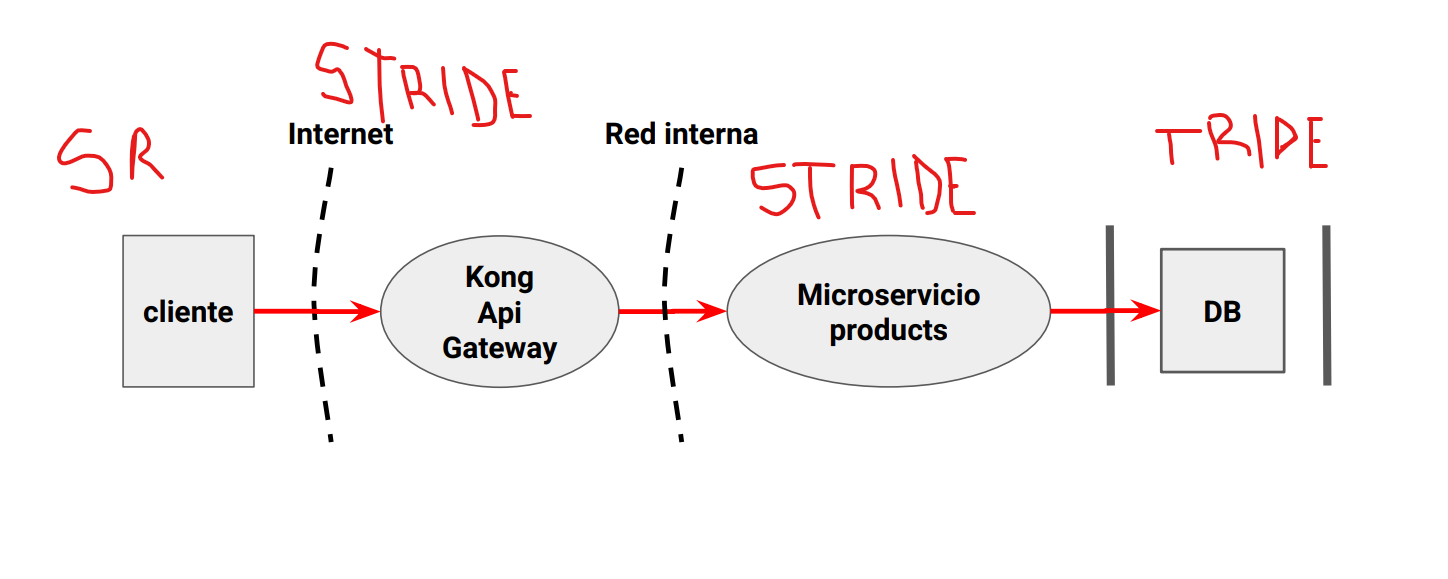 STRIDE
Internet
Red interna
SR
STRIDE
TRIDE
cliente
Kong
Api
Gateway
Microservicio
products
DB